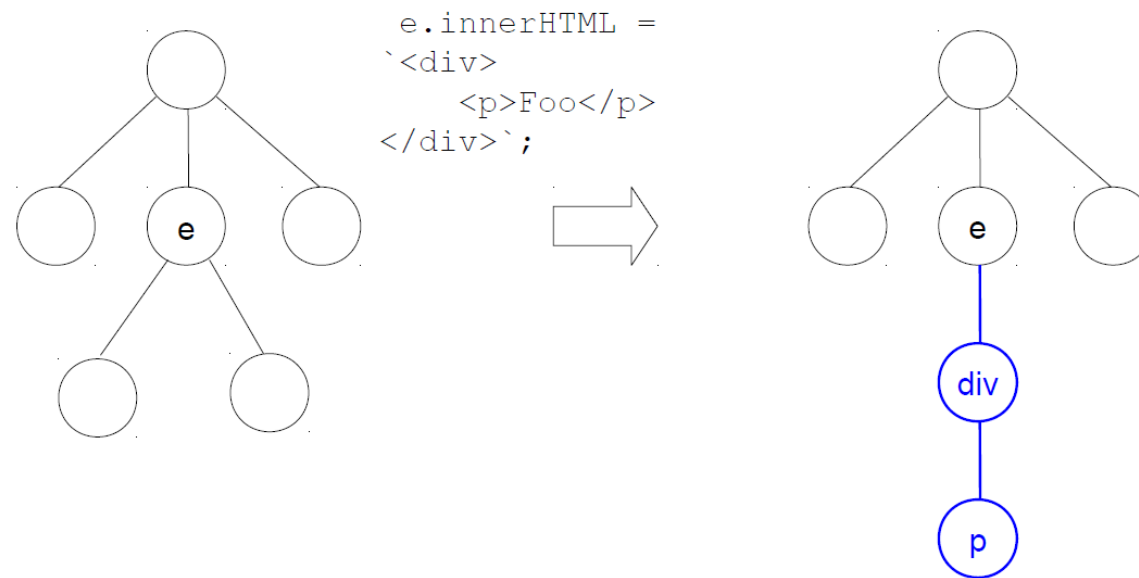 e.innerHTML =
`<div>
<p>Foo</p>
</div>`;
e
e
div
p